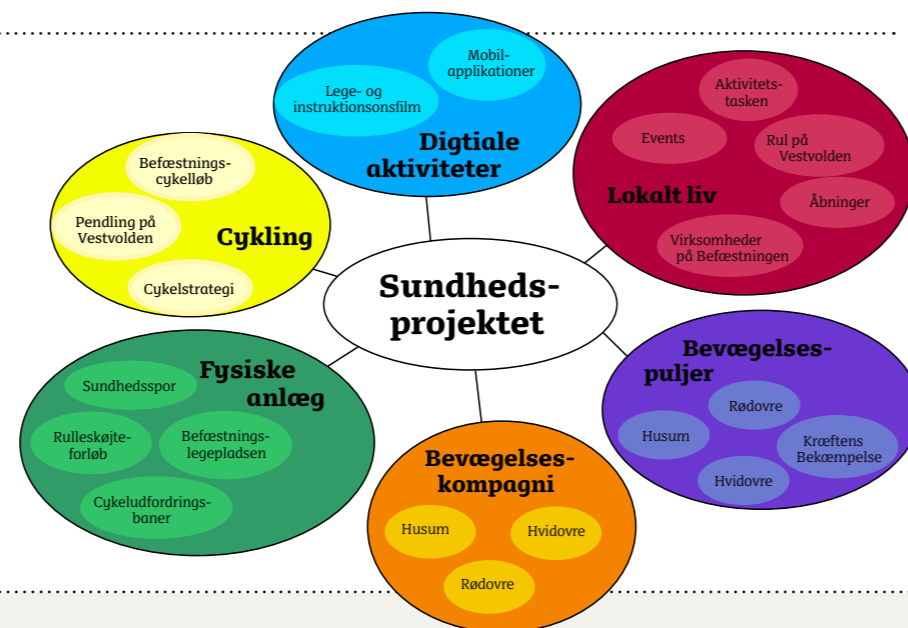 Mobil-
applikationer
Lege- og
instruktionsonsfilm
Digtiale
aktiviteter
Aktivitets-
tasken
Events
Rul på
Vestvolden
Lokalt liv
Åbninger
Virksomheder
på Befæstningen
Befæstnings-
cykelløb
Pendling på
Vestvolden
Cykling
Cykelstrategi
Sundheds-
projektet
Fysiske
anlæg
Sundhedsspor
Rulleskøjte-
forløb
Befæstnings-
legepladsen
Cykeludfordrings-
baner
Bevægelses-
kompagni
Husum
Hvidovre
Rødovre
Bevægelses-
puljer
Rødovre
Husum
Kræftens
Bekæmpelse
Hvidovre